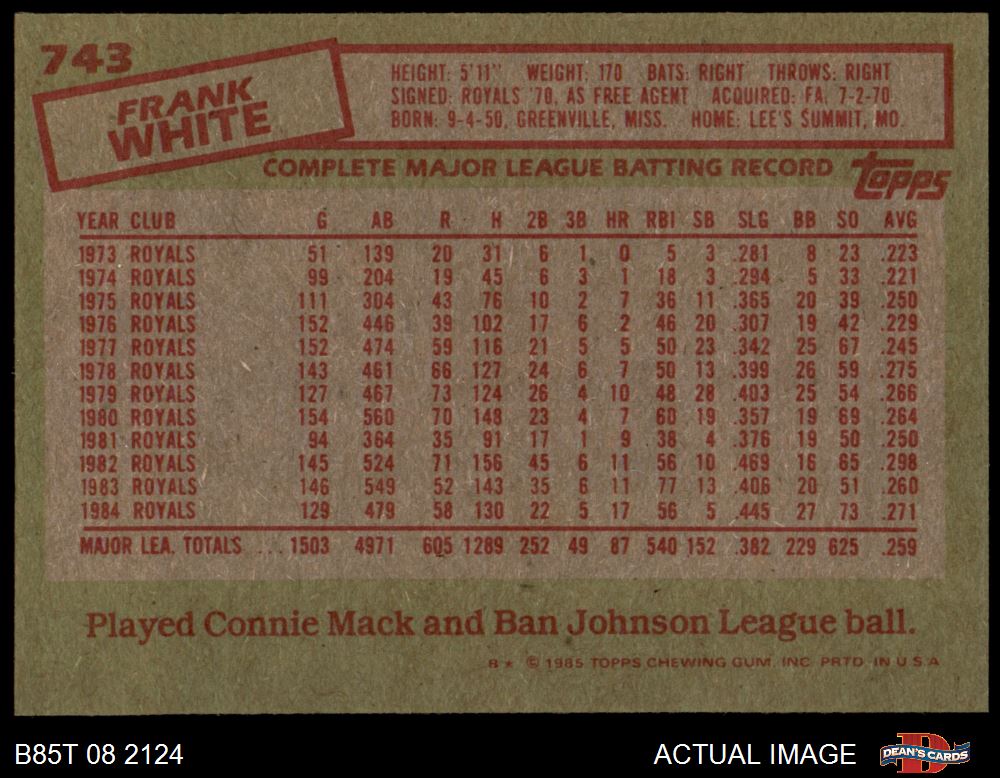 743
FRANK
WHITE
HEIGHT: 5'11" WEIGHT: 170 BATS: RIGHT THROWS: RIGHT
SIGNED: ROYALS '70, AS FREE AGENT ACQUIRED: FA, 7-2-70
BORN: 9-4-50, GREENVILLE, MISS. HOME: LEE'S SUMMIT, MO.
COMPLETE MAJOR LEAGUE BATTING RECORD
Topps
YEAR CLUB G AB R H 2B 3B HR RBI SB SLG BB SO AVG
1973 ROYALS 51 139 20 31 6 1 0 5 3 .281 8 23 .223
1974 ROYALS 99 204 19 45 6 3 1 18 3 .294 5 33 .221
1975 ROYALS 111 304 43 76 10 2 7 36 11 .365 20 39 .250
1976 ROYALS 152 446 39 102 17 6 2 46 20 .307 19 42 .229
1977 ROYALS 152 474 59 116 21 5 5 50 23 .342 25 67 .245
1978 ROYALS 143 461 66 127 24 6 7 50 13 .399 26 59 .275
1979 ROYALS 127 467 73 124 26 4 10 48 28 .403 25 54 .266
1980 ROYALS 154 560 70 148 23 4 7 60 19 .357 19 69 .264
1981 ROYALS 94 364 35 91 17 1 9 38 4 .376 19 50 .250
1982 ROYALS 145 524 71 156 45 6 11 56 10 .469 16 65 .298
1983 ROYALS 146 549 52 143 35 6 11 77 13 .406 20 51 .260
1984 ROYALS 129 479 58 130 22 5 17 56 5 .445 27 73 .271
MAJOR LEA. TOTALS ... 1503 4971 605 1289 252 49 87 540 152 .382 229 625 .259
Played Connie Mack and Ban Johnson League ball.
B★ © 1985 TOPPS CHEWING GUM, INC. PRTD. IN U.S.A
B85T 08 2124
ACTUAL IMAGE
D
DEAN'S CARDS